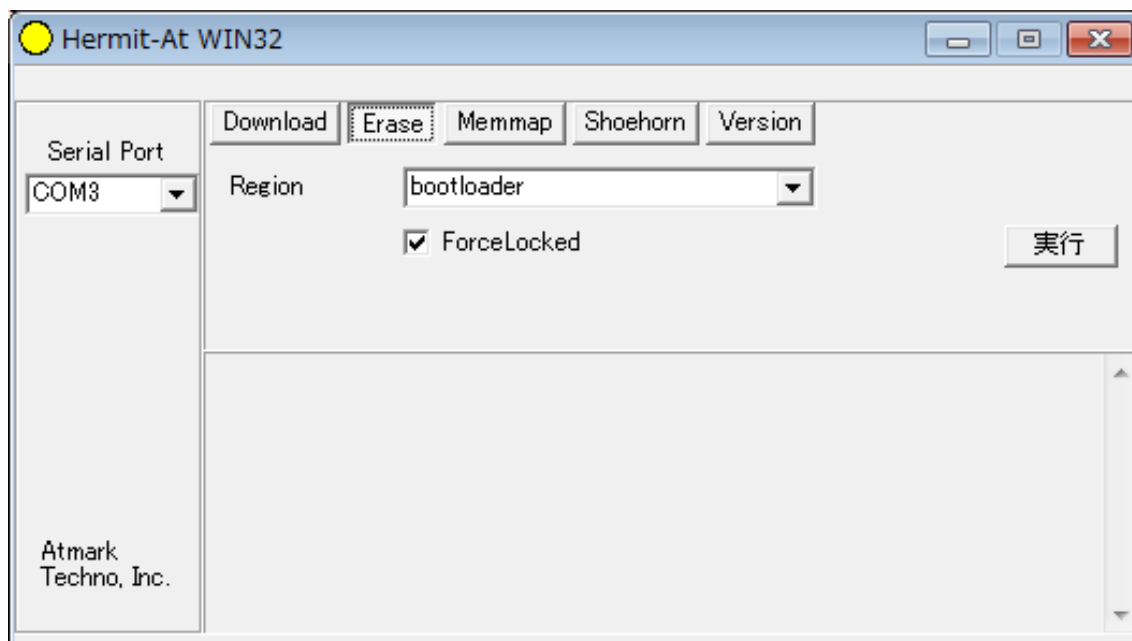 Hermit-At WIN32
Serial Port
COM3
Download Erase Memmap Shoehorn Version
Region bootloader
ForceLocked
実行
Atmark
Techno, Inc.